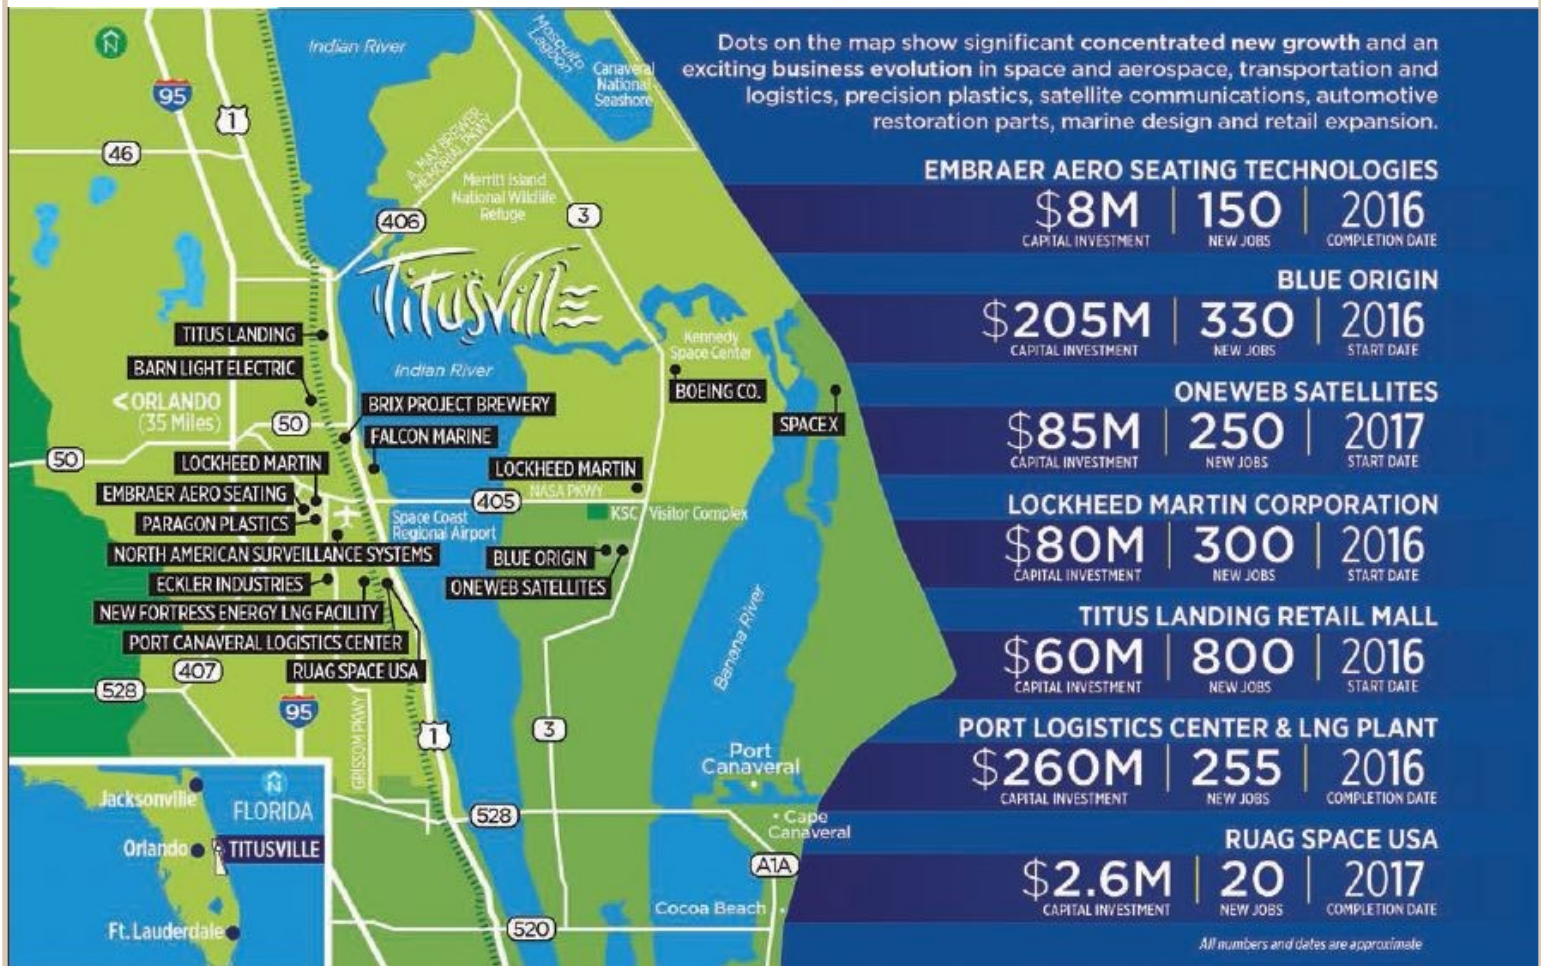 N
Indian River
Mosquito
Lagoon
Canaveral
National
Seashore
95
1
46
A. MAX BREWER
MEMORIAL PKWY
Merritt Island
National Wildlife
Refuge
406
3
Titusville
TITUS LANDING
BARN LIGHT ELECTRIC
Indian River
Kennedy
Space Center
BOEING CO.
<ORLANDO
(35 Miles)
BRIX PROJECT BREWERY
SPACEX
50
FALCON MARINE
50
LOCKHEED MARTIN
LOCKHEED MARTIN
EMBRAER AERO SEATING
NASA PKWY
405
PARAGON PLASTICS
Space Coast
Regional Airport
KSC Visitor Complex
NORTH AMERICAN SURVEILLANCE SYSTEMS
BLUE ORIGIN
ECKLER INDUSTRIES
ONEWEB SATELLITES
NEW FORTRESS ENERGY LNG FACILITY
PORT CANAVERAL LOGISTICS CENTER
RUAG SPACE USA
Banana River
407
528
95
GRISSOM PKWY
1
3
Port
Canaveral
528
Cape
Canaveral
A1A
Cocoa Beach
520
N
Jacksonville
FLORIDA
Orlando
TITUSVILLE
Ft. Lauderdale
Dots on the map show significant concentrated new growth and an
exciting business evolution in space and aerospace, transportation and
logistics, precision plastics, satellite communications, automotive
restoration parts, marine design and retail expansion.
EMBRAER AERO SEATING TECHNOLOGIES
$8M 150 2016
CAPITAL INVESTMENT NEW JOBS COMPLETION DATE
BLUE ORIGIN
$205M 330 2016
CAPITAL INVESTMENT NEW JOBS START DATE
ONEWEB SATELLITES
$85M 250 2017
CAPITAL INVESTMENT NEW JOBS START DATE
LOCKHEED MARTIN CORPORATION
$80M 300 2016
CAPITAL INVESTMENT NEW JOBS START DATE
TITUS LANDING RETAIL MALL
$60M 800 2016
CAPITAL INVESTMENT NEW JOBS START DATE
PORT LOGISTICS CENTER & LNG PLANT
$260M 255 2016
CAPITAL INVESTMENT NEW JOBS COMPLETION DATE
RUAG SPACE USA
$2.6M 20 2017
CAPITAL INVESTMENT NEW JOBS COMPLETION DATE
All numbers and dates are approximate